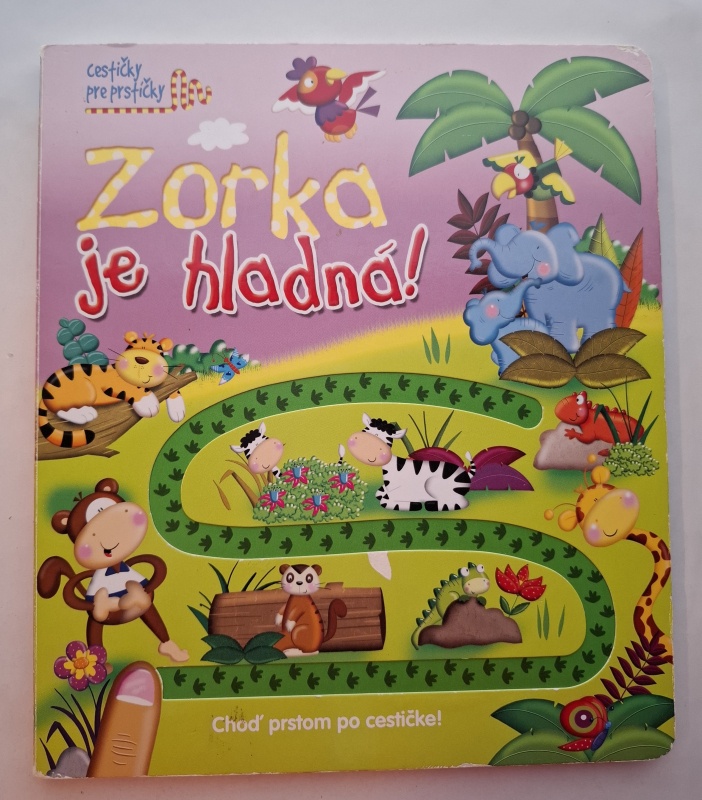 cestičky
pre prstíčky
Zorka
je hladná!
Choď prstom po cestičke!